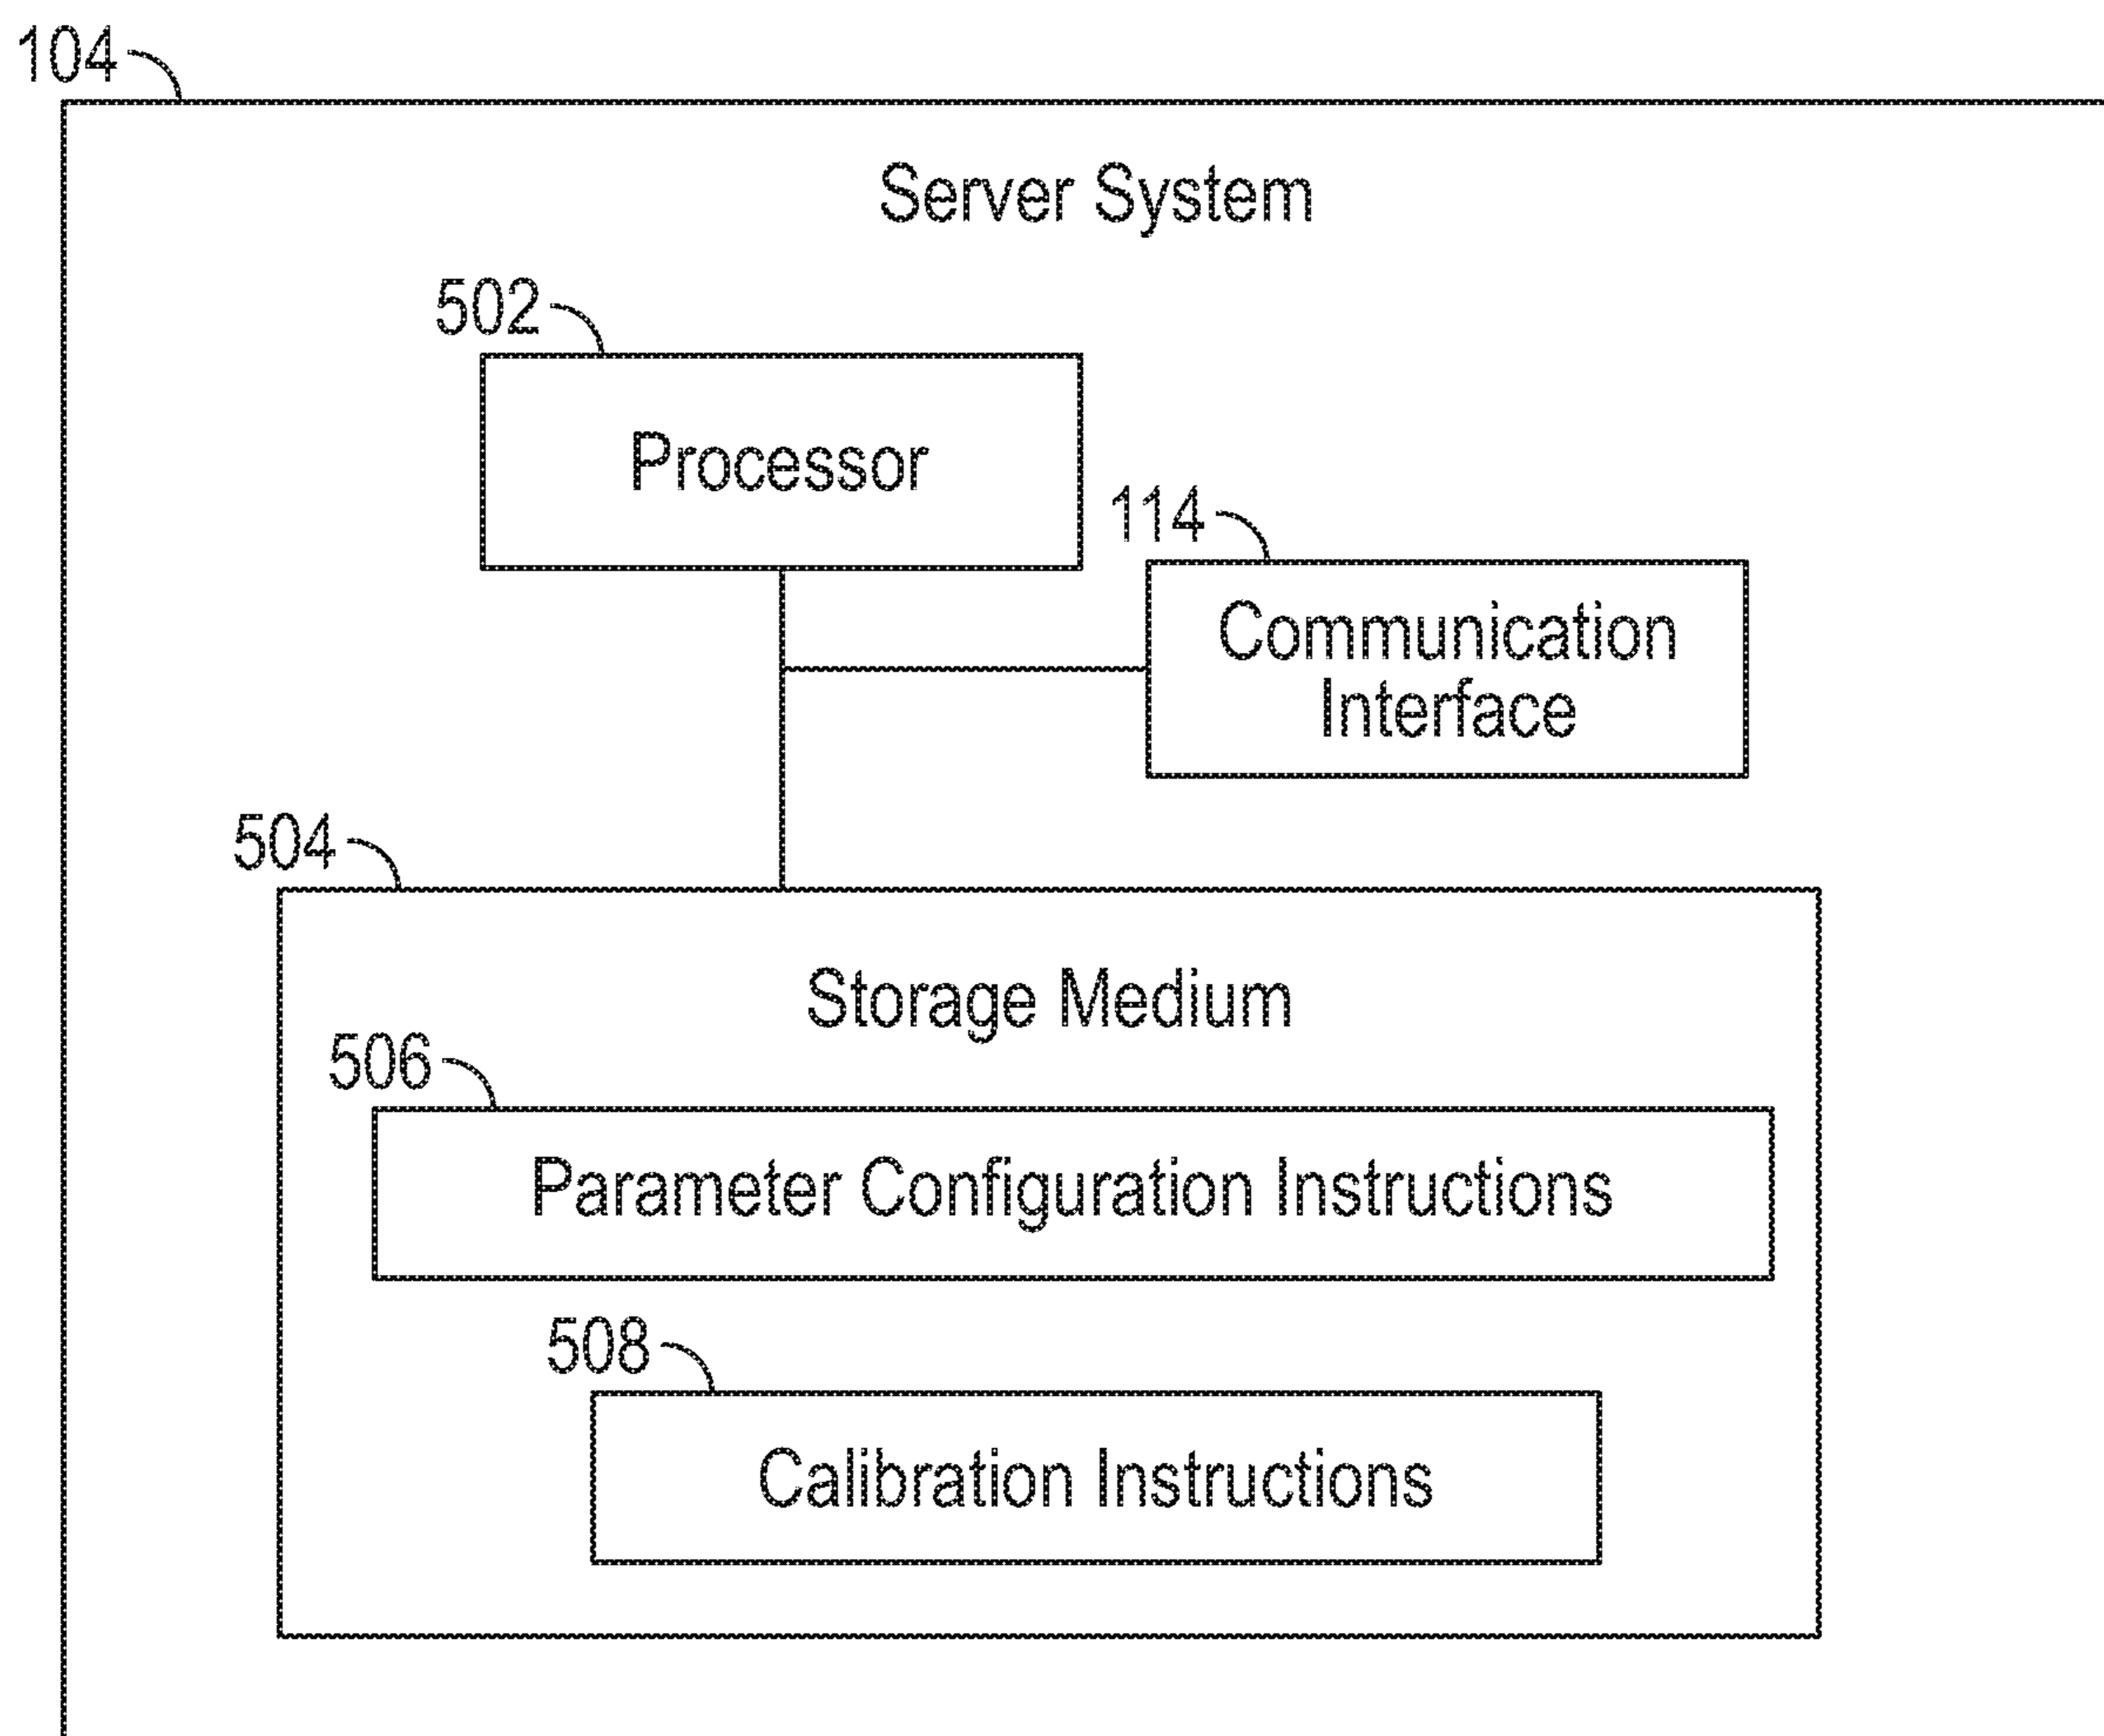 104
Server System
502
Processor
114
Communication
Interface
504
Storage Medium
506
Parameter Configuration Instructions
508
Calibration Instructions